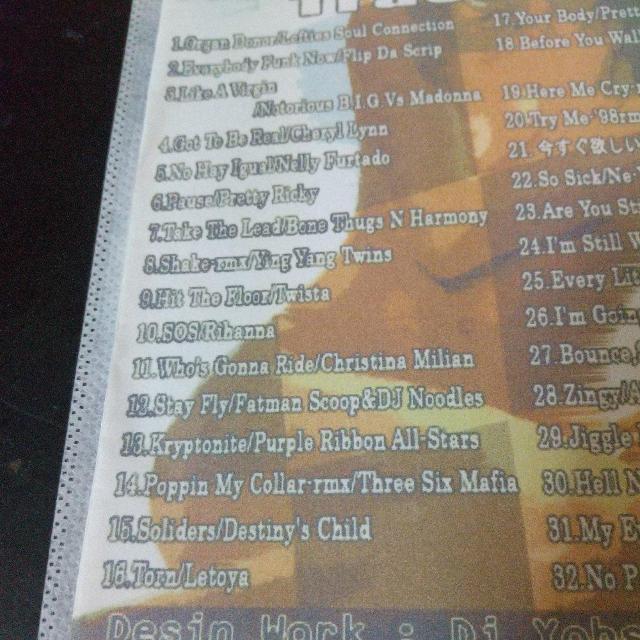 1.Organ Donor/Lefties Soul Connection
2.Everybody Funk Now/Flip Da Scrip
3.Like A Virgin
/Notorious B.I.G Vs Madonna
4.Got To Be Real/Cheryl Lynn
5.No Hay Igual/Nelly Furtado
6.Pause/Pretty Ricky
7.Take The Lead/Bone Thugs N Harmony
8.Shake-rmx/Ying Yang Twins
9.Hit The Floor/Twista
10.SOS/Rihanna
11.Who's Gonna Ride/Christina Milian
12.Stay Fly/Fatman Scoop&DJ Noodles
13.Kryptonite/Purple Ribbon All-Stars
14.Poppin My Collar-rmx/Three Six Mafia
15.Soliders/Destiny's Child
16.Torn/Letoya
17.Your Body/Pretty
18.Before You Walk
19.Here Me Cry
20.Try Me-'98rm
21.今すぐ欲しい
22.So Sick/Ne-
23.Are You
24.I'm Still
25.Every
26.I'm Going
27.Bounce,
28.Zingy/
29.Jiggle
30.Hell
31.My
32.No
Desin Work : Dj